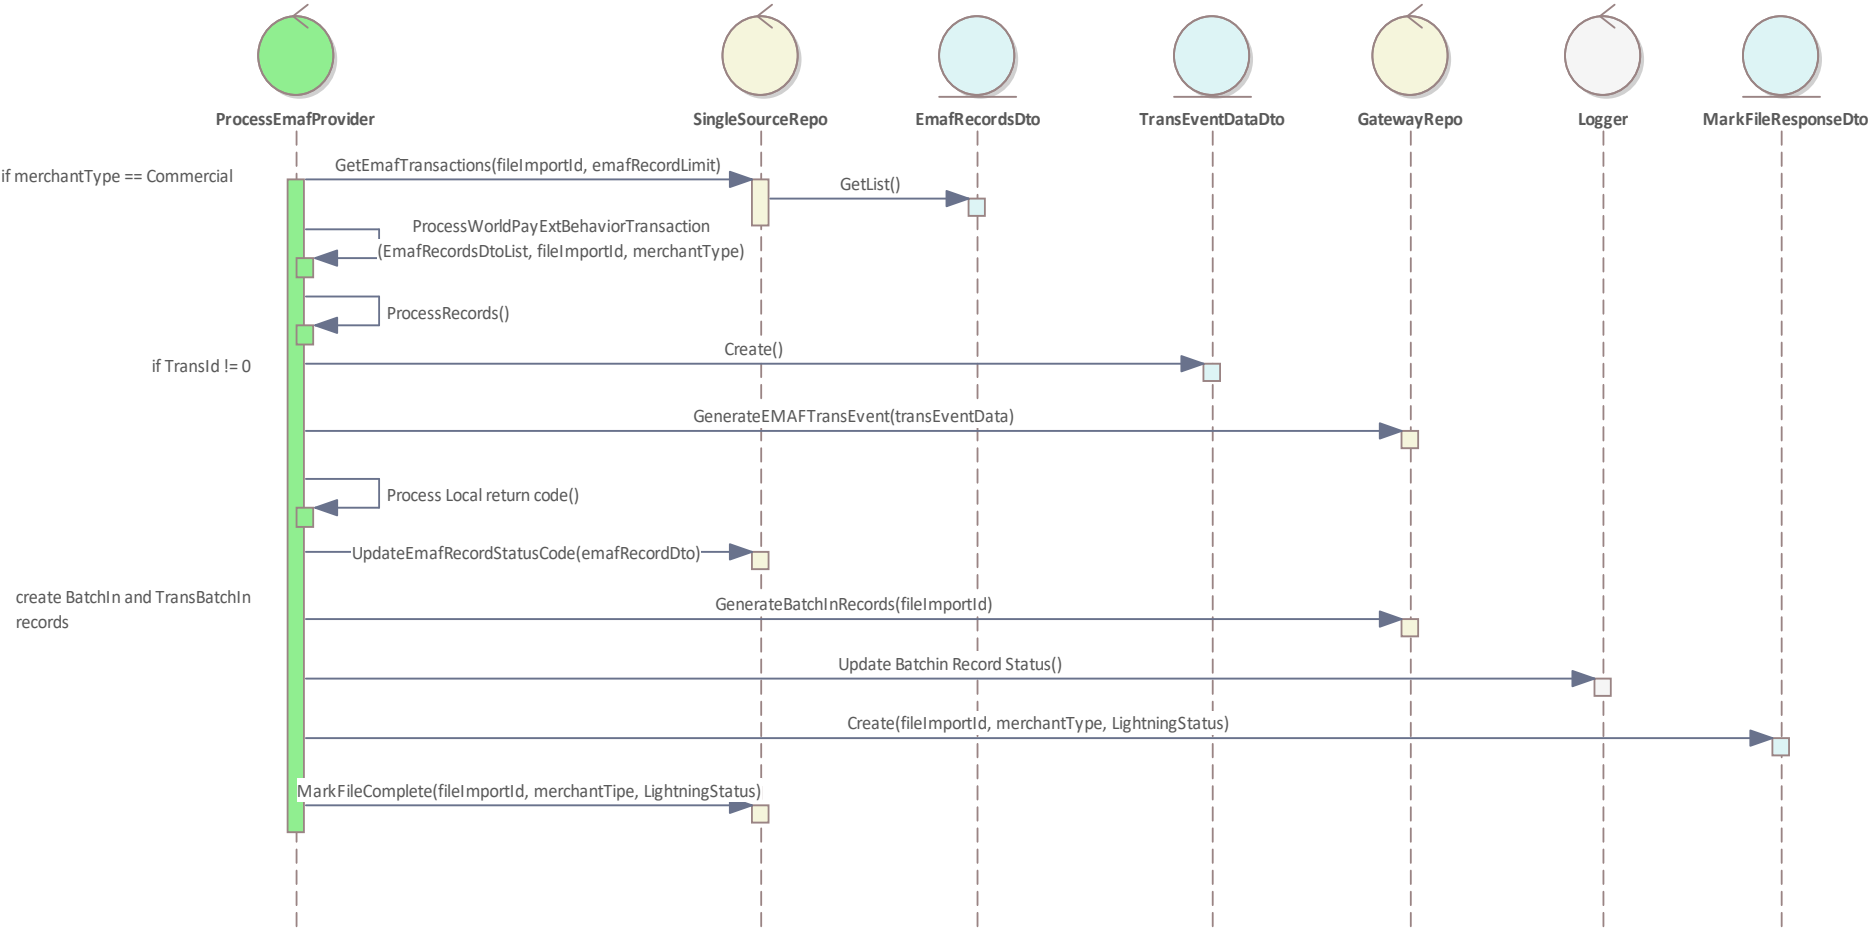 ProcessEmafProvider
SingleSourceRepo
EmafRecordsDto
TransEventDataDto
GatewayRepo
Logger
MarkFileResponseDto
if merchantType == Commercial
GetEmafTransactions(fileImportId, emafRecordLimit)
GetList()
ProcessWorldPayExtBehaviorTransaction
(EmafRecordsDtoList, fileImportId, merchantType)
ProcessRecords()
if TransId != 0
Create()
GenerateEMAFTransEvent(transEventData)
Process Local return code()
UpdateEmafRecordStatusCode(emafRecordDto)
create BatchIn and TransBatchIn
records
GenerateBatchInRecords(fileImportId)
Update Batchin Record Status()
Create(fileImportId, merchantType, LightningStatus)
MarkFileComplete(fileImportId, merchantTipe, LightningStatus)